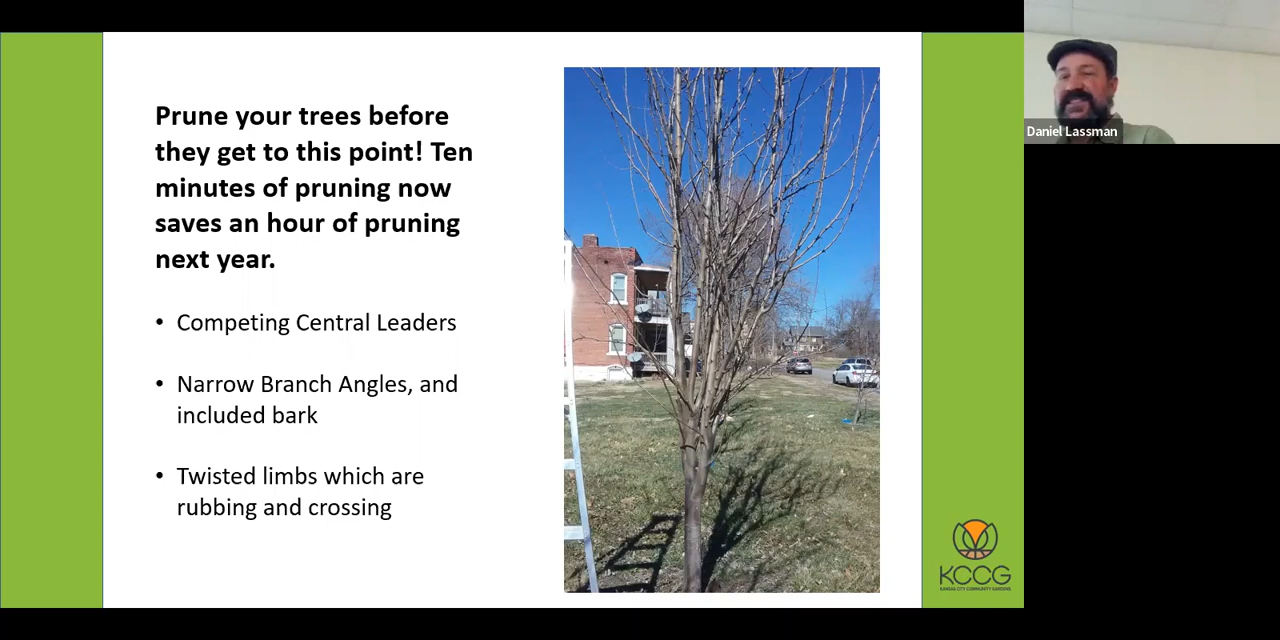 Prune your trees before
they get to this point! Ten
minutes of pruning now
saves an hour of pruning
next year.
• Competing Central Leaders
• Narrow Branch Angles, and
included bark
• Twisted limbs which are
rubbing and crossing
KCCG
KANSAS CITY COMMUNITY GARDENS
Daniel Lassman